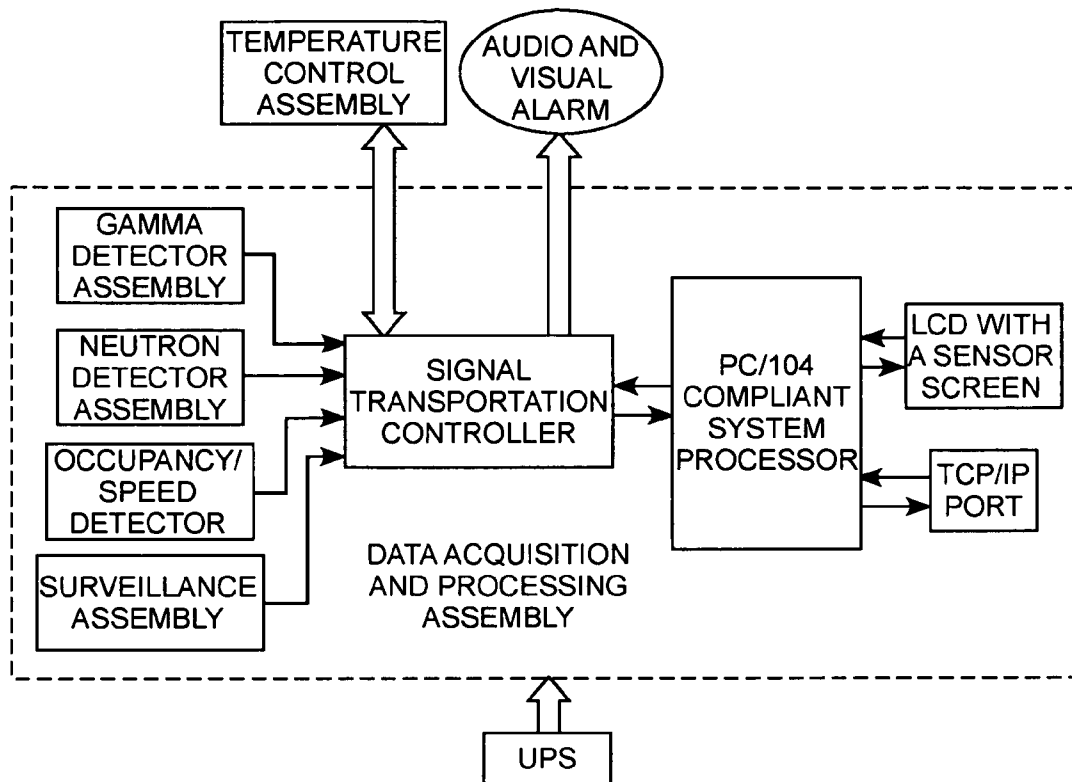 TEMPERATURE
CONTROL
ASSEMBLY
AUDIO AND
VISUAL
ALARM
GAMMA
DETECTOR
ASSEMBLY
NEUTRON
DETECTOR
ASSEMBLY
OCCUPANCY/
SPEED
DETECTOR
SURVEILLANCE
ASSEMBLY
SIGNAL
TRANSPORTATION
CONTROLLER
DATA ACQUISITION
AND PROCESSING
ASSEMBLY
PC/104
COMPLIANT
SYSTEM
PROCESSOR
LCD WITH
A SENSOR
SCREEN
TCP/IP
PORT
UPS